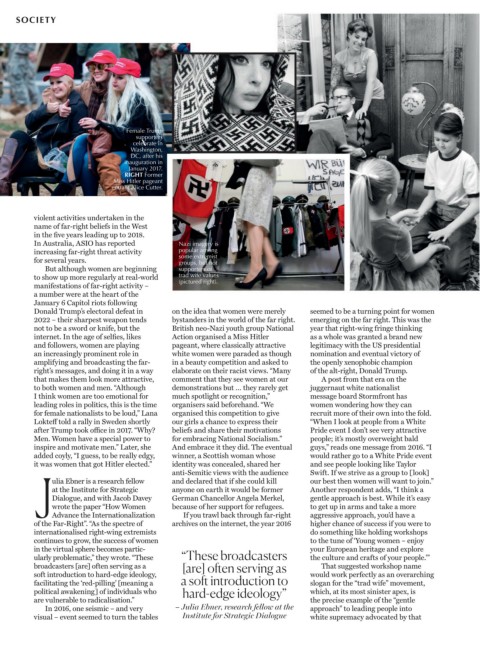 SOCIETY
Female Trump
supporters
celebrate in
Washington,
DC, after his
inauguration in
January 2017.
RIGHT Former
Miss Hitler pageant
entrant Alice Cutter.
Nazi imagery is
popular among
some extremist
groups, but not
supporters of
trad wife values
(pictured right).
violent activities undertaken in the
name of far-right beliefs in the West
in the five years leading up to 2018.
In Australia, ASIO has reported
increasing far-right threat activity
for several years.
But although women are beginning
to show up more regularly at real-world
manifestations of far-right activity –
a number were at the heart of the
January 6 Capitol riots following
Donald Trump's electoral defeat in
2022 – their sharpest weapon tends
not to be a sword or knife, but the
internet. In the age of selfies, likes
and followers, women are playing
an increasingly prominent role in
amplifying and broadcasting the far-
right's messages, and doing it in a way
that makes them look more attractive,
to both women and men. "Although
I think women are too emotional for
leading roles in politics, this is the time
for female nationalists to be loud," Lana
Lokteff told a rally in Sweden shortly
after Trump took office in 2017. "Why?
Men. Women have a special power to
inspire and motivate men." Later, she
added coyly, "I guess, to be really edgy,
it was women that got Hitler elected."
Julia Ebner is a research fellow
at the Institute for Strategic
Dialogue, and with Jacob Davey
wrote the paper "How Women
Advance the Internationalization
of the Far-Right". "As the spectre of
internationalised right-wing extremists
continues to grow, the success of women
in the virtual sphere becomes partic-
ularly problematic," they wrote. "These
broadcasters [are] often serving as a
soft introduction to hard-edge ideology,
facilitating the 'red-pilling' [meaning a
political awakening] of individuals who
are vulnerable to radicalisation."
In 2016, one seismic – and very
visual – event seemed to turn the tables
on the idea that women were merely
bystanders in the world of the far right.
British neo-Nazi youth group National
Action organised a Miss Hitler
pageant, where classically attractive
white women were paraded as though
in a beauty competition and asked to
elaborate on their racist views. "Many
comment that they see women at our
demonstrations but ... they rarely get
much spotlight or recognition,"
organisers said beforehand. "We
organised this competition to give
our girls a chance to express their
beliefs and share their motivations
for embracing National Socialism."
And embrace it they did. The eventual
winner, a Scottish woman whose
identity was concealed, shared her
anti-Semitic views with the audience
and declared that if she could kill
anyone on earth it would be former
German Chancellor Angela Merkel,
because of her support for refugees.
If you trawl back through far-right
archives on the internet, the year 2016
"These broadcasters
[are] often serving as
a soft introduction to
hard-edge ideology"
– Julia Ebner, research fellow at the
Institute for Strategic Dialogue
seemed to be a turning point for women
emerging on the far right. This was the
year that right-wing fringe thinking
as a whole was granted a brand new
legitimacy with the US presidential
nomination and eventual victory of
the openly xenophobic champion
of the alt-right, Donald Trump.
A post from that era on the
juggernaut white nationalist
message board Stormfront has
women wondering how they can
recruit more of their own into the fold.
"When I look at people from a White
Pride event I don't see very attractive
people; it's mostly overweight bald
guys," reads one message from 2016. "I
would rather go to a White Pride event
and see people looking like Taylor
Swift. If we strive as a group to [look]
our best then women will want to join."
Another respondent adds, "I think a
gentle approach is best. While it's easy
to get up in arms and take a more
aggressive approach, you'd have a
higher chance of success if you were to
do something like holding workshops
to the tune of 'Young women – enjoy
your European heritage and explore
the culture and crafts of your people.'"
That suggested workshop name
would work perfectly as an overarching
slogan for the "trad wife" movement,
which, at its most sinister apex, is
the precise example of the "gentle
approach" to leading people into
white supremacy advocated by that